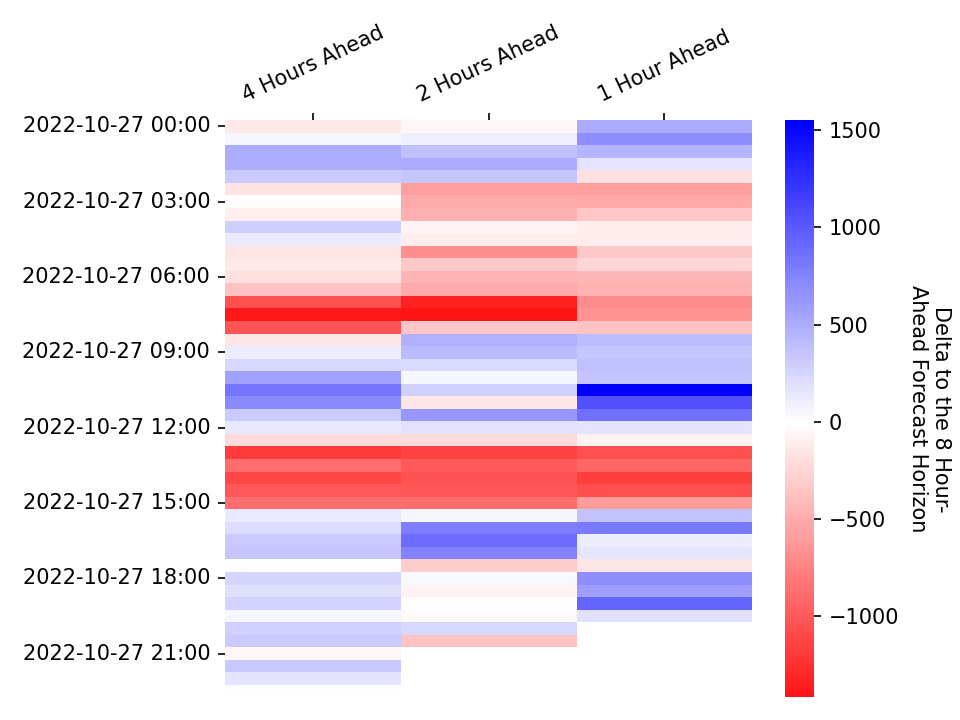 4 Hours Ahead
2 Hours Ahead
1 Hour Ahead
2022-10-27 00:00
2022-10-27 03:00
2022-10-27 06:00
2022-10-27 09:00
2022-10-27 12:00
2022-10-27 15:00
2022-10-27 18:00
2022-10-27 21:00
1500
1000
500
0
−500
−1000
Delta to the 8 Hour-
Ahead Forecast Horizon